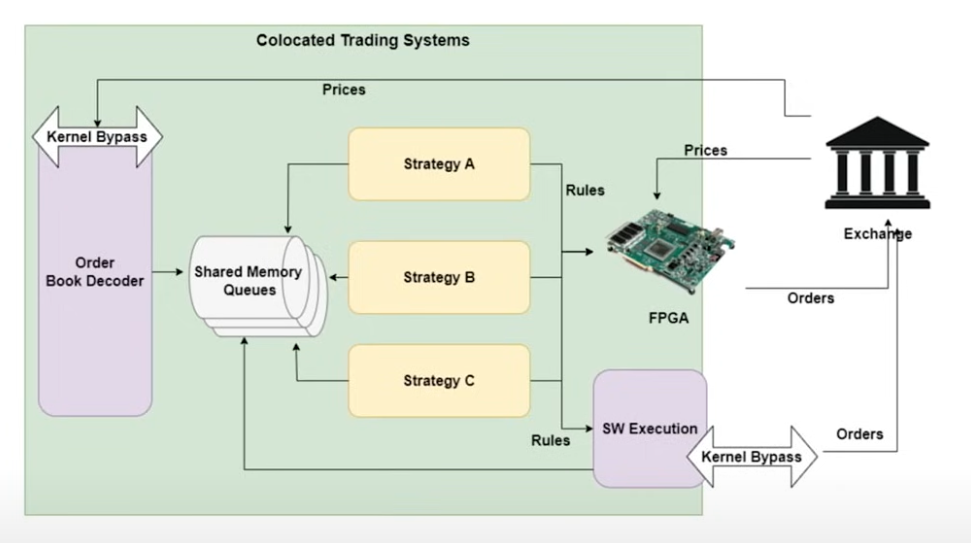 Colocated Trading Systems
Prices
Kernel Bypass
Strategy A
Prices
Rules
Exchange
Order
Book Decoder
Shared Memory
Queues
Strategy B
Orders
FPGA
Strategy C
SW Execution
Rules
Orders
Kernel Bypass